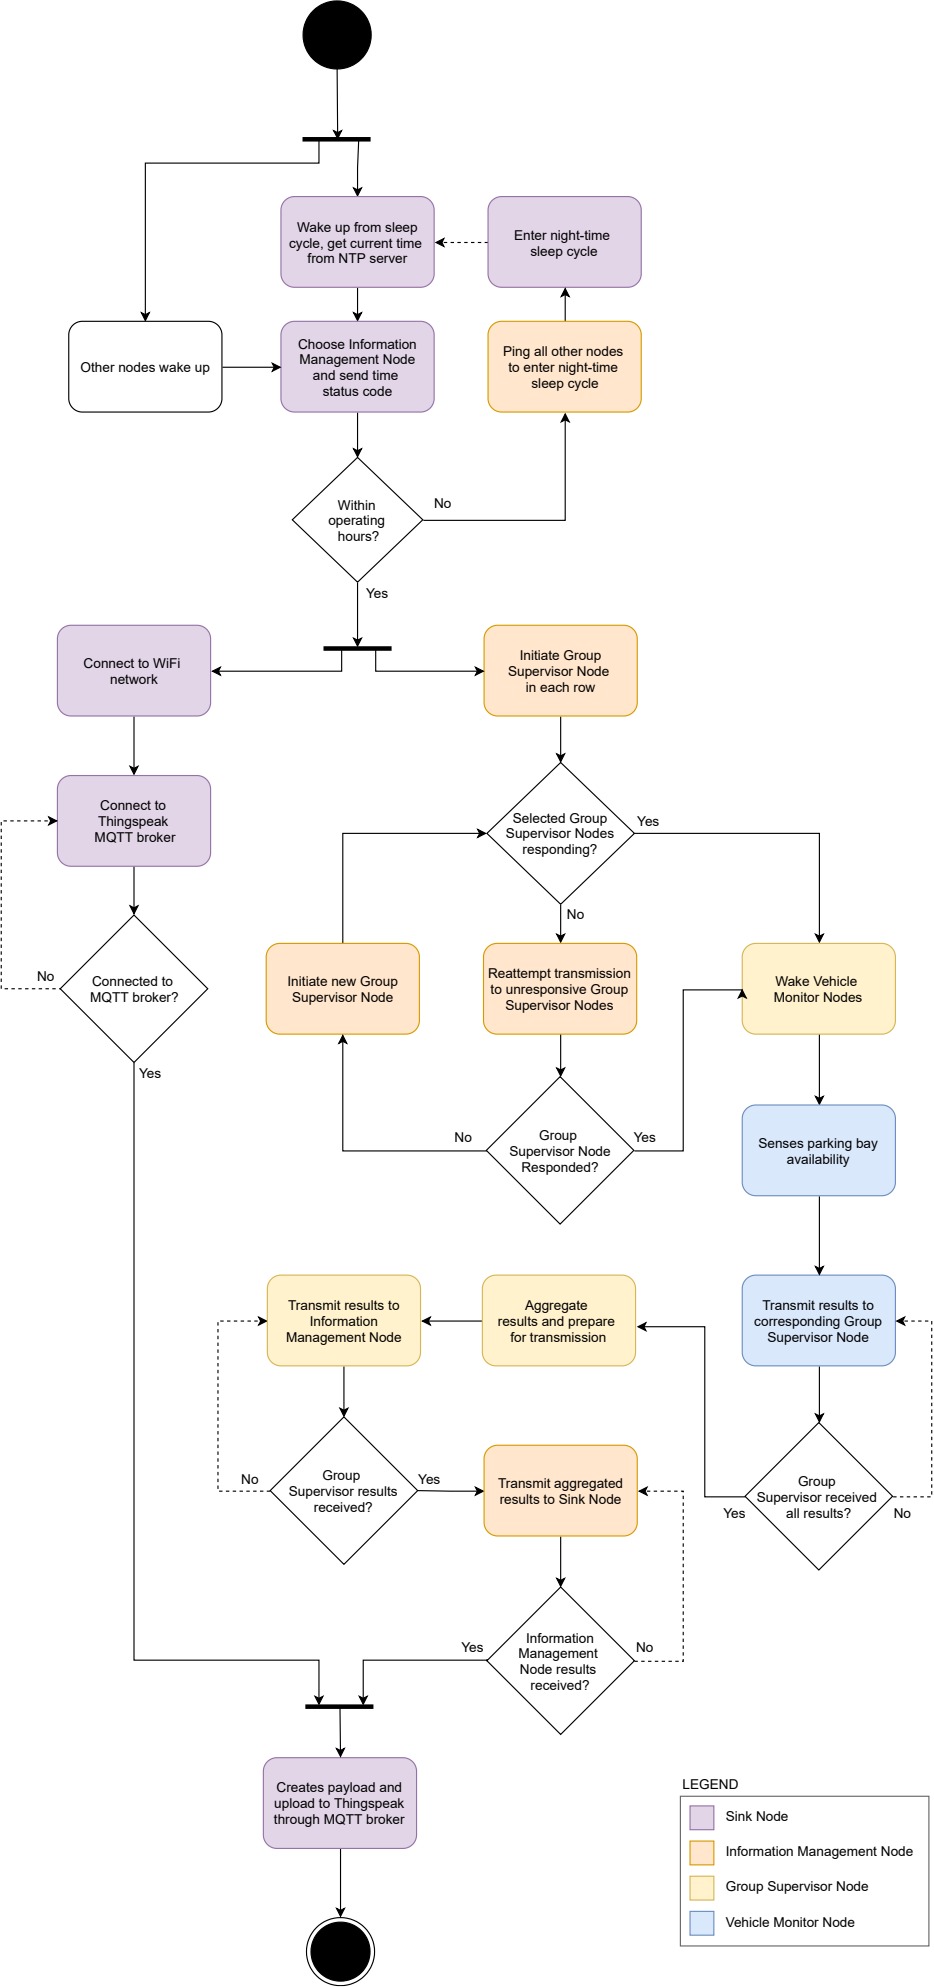 Wake up from sleep
cycle, get current time
from NTP server
Enter night-time
sleep cycle
Other nodes wake up
Choose Information
Management Node
and send time
status code
Ping all other nodes
to enter night-time
sleep cycle
Within
operating
hours?
No
Yes
Connect to WiFi
network
Initiate Group
Supervisor Node
in each row
Connect to
Thingspeak
MQTT broker
Selected Group
Supervisor Nodes
responding?
Yes
No
Connected to
MQTT broker?
No
Yes
Initiate new Group
Supervisor Node
Reattempt transmission
to unresponsive Group
Supervisor Nodes
Wake Vehicle
Monitor Nodes
Group
Supervisor Node
Responded?
No
Yes
Senses parking bay
availability
Transmit results to
Information
Management Node
Aggregate
results and prepare
for transmission
Transmit results to
corresponding Group
Supervisor Node
Group
Supervisor results
received?
No
Yes
Transmit aggregated
results to Sink Node
Group
Supervisor received
all results?
Yes
No
Information
Management
Node results
received?
Yes
No
Creates payload and
upload to Thingspeak
through MQTT broker
LEGEND
Sink Node
Information Management Node
Group Supervisor Node
Vehicle Monitor Node